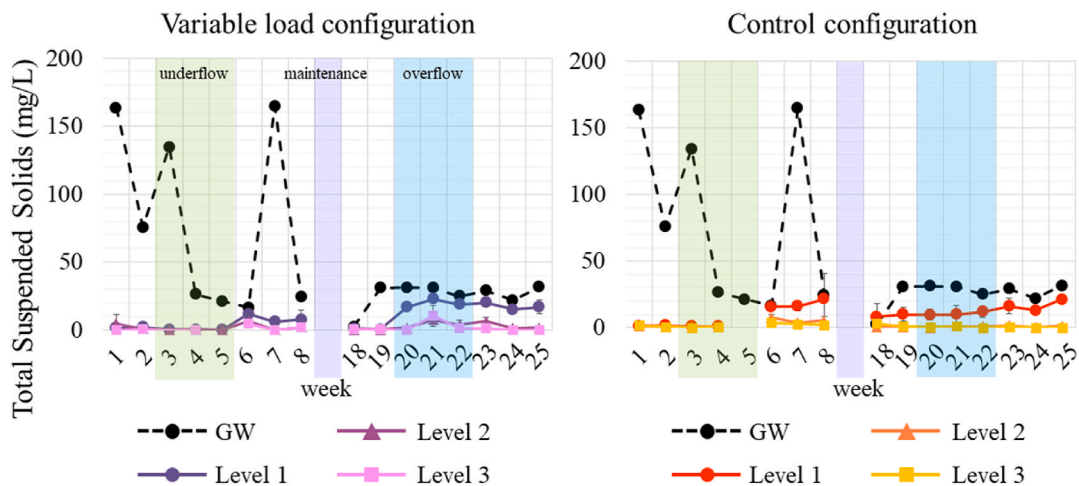 Variable load configuration
Control configuration
Total Suspended Solids (mg/L)
200
150
100
50
0
underflow
maintenance
overflow
1 2 3 4 5 6 7 8 18 19 20 21 22 23 24 25
week
GW
Level 2
Level 1
Level 3
200
150
100
50
0
1 2 3 4 5 6 7 8 18 19 20 21 22 23 24 25
week
GW
Level 2
Level 1
Level 3